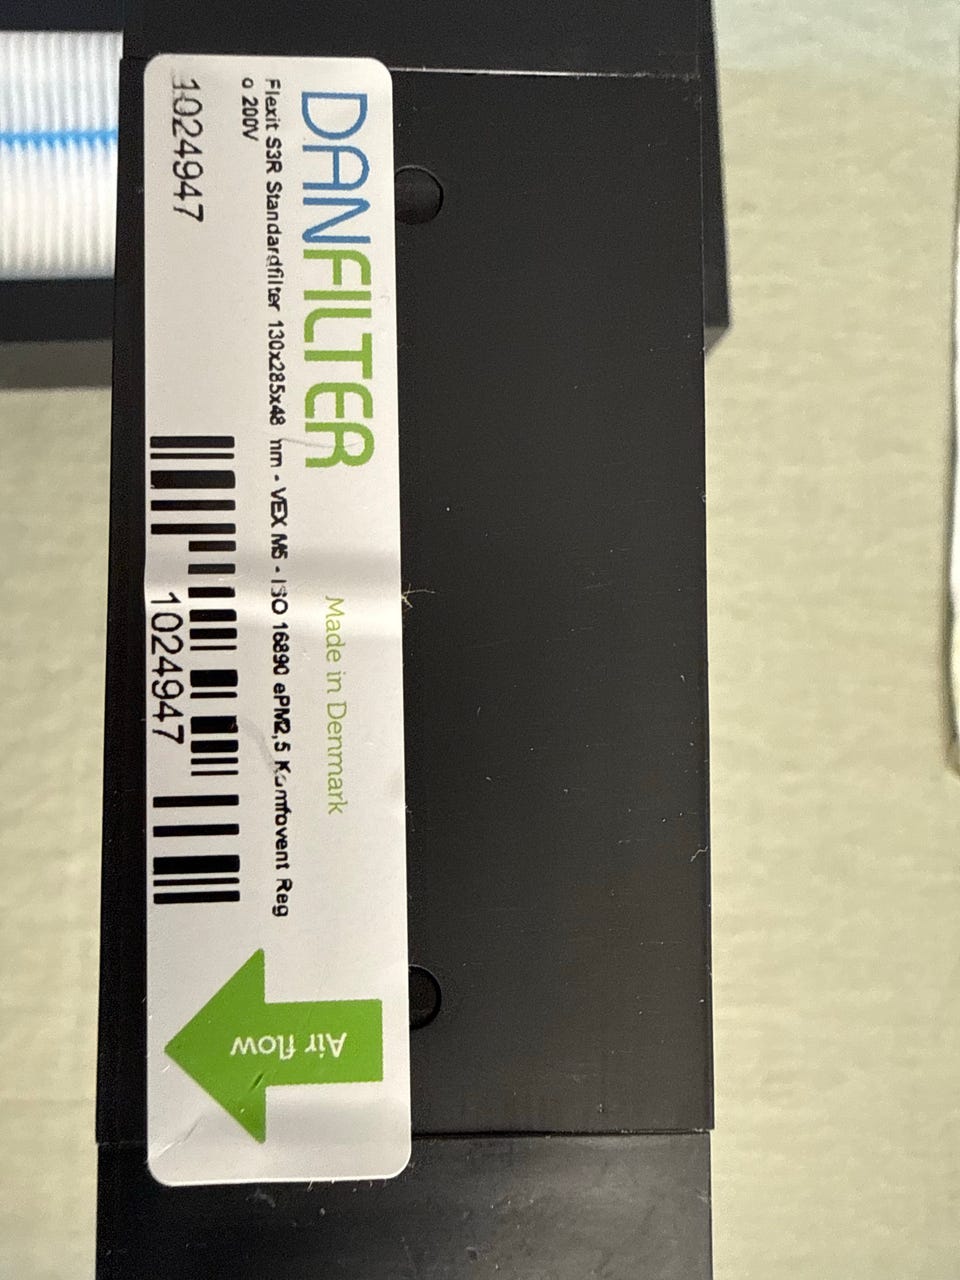 DANFILTER
Made in Denmark
Flexit S3R Standardfilter 130x285x48 mm - VEX M5 - ISO 16890 ePM2,5 Komfovent Reg
o 200V
1024947
1024947
Air flow